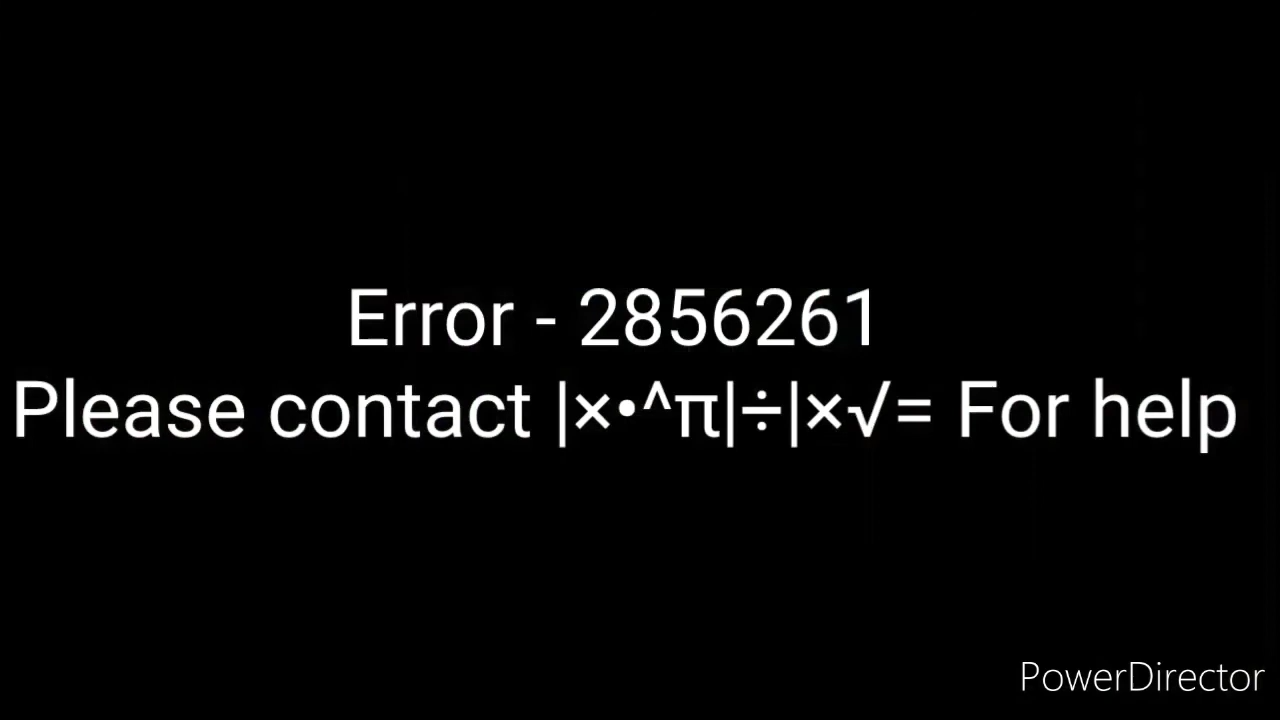 Error - 2856261
Please contact |×•^π|÷|×√= For help
PowerDirector